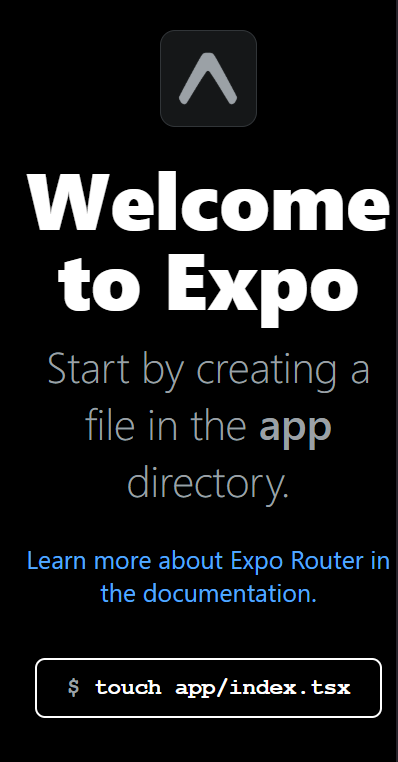 Welcome
to Expo
Start by creating a
file in the app
directory.
Learn more about Expo Router in
the documentation.
$ touch app/index.tsx